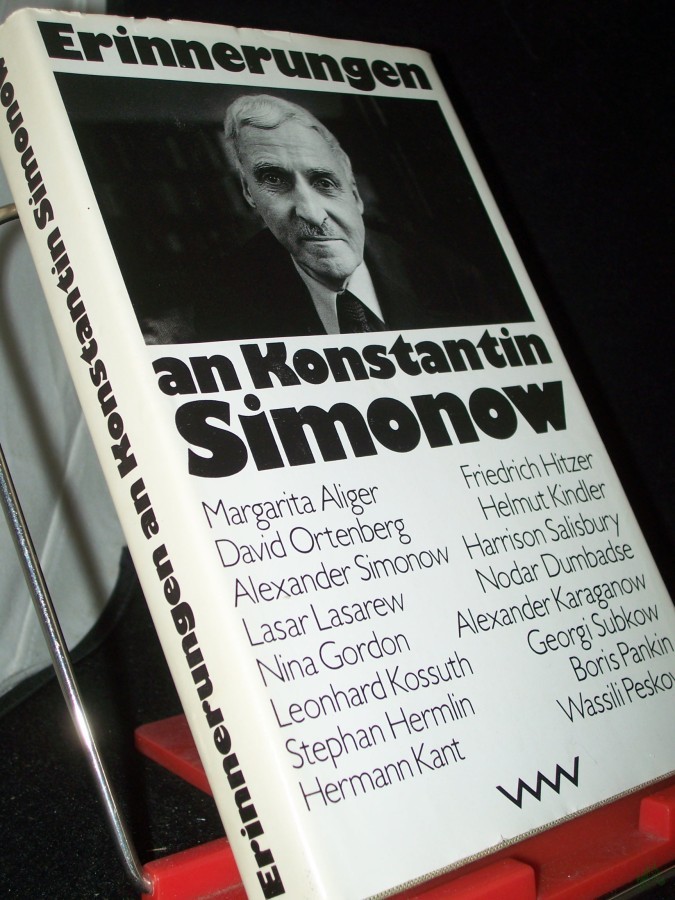 Erinnerungen
an Konstantin
Simonow
Margarita Aliger
David Ortenberg
Alexander Simonow
Lasar Lasarew
Nina Gordon
Leonhard Kossuth
Stephan Hermlin
Hermann Kant
Friedrich Hitzer
Helmut Kindler
Harrison Salisbury
Nodar Dumbadse
Alexander Karaganow
Georgi Subkow
Boris Pankin
Wassili Peskow
VWW
Erinnerungen an Konstantin Simonow